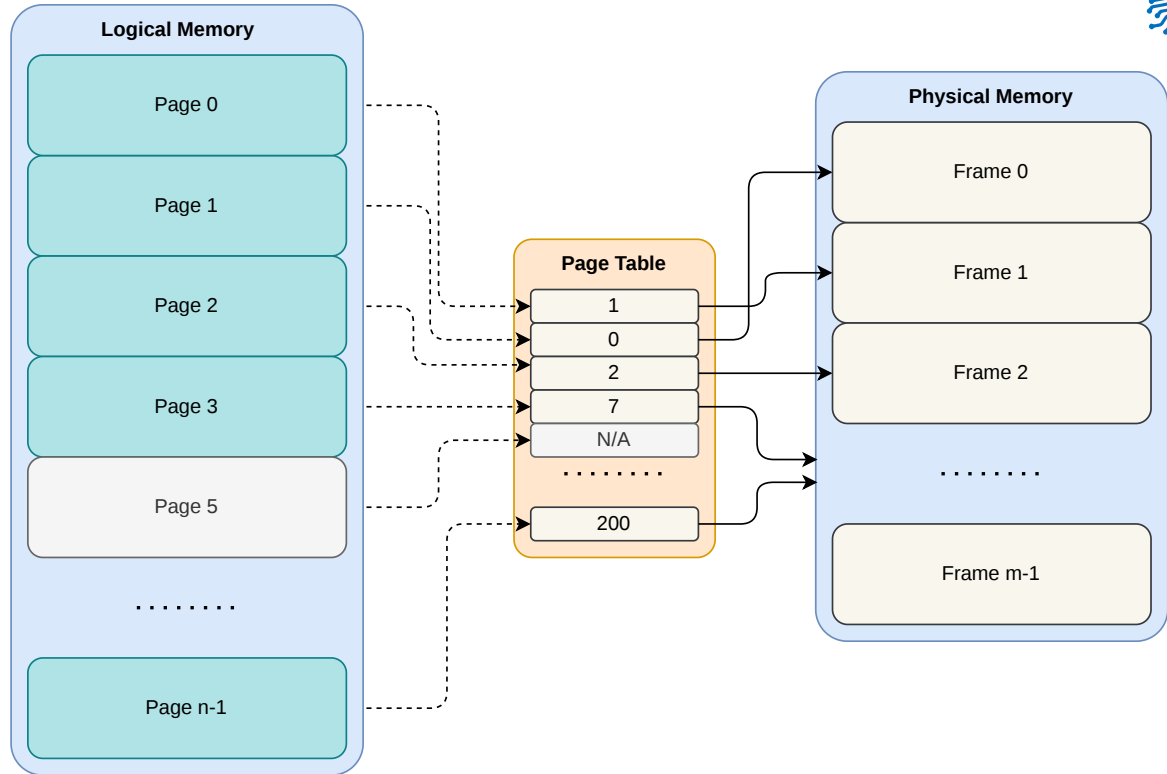 Logical Memory
Page 0
Page 1
Page 2
Page 3
Page 5
. . . . . . . .
Page n-1
Page Table
1
0
2
7
N/A
. . . . . . . .
200
Physical Memory
Frame 0
Frame 1
Frame 2
. . . . . . . .
Frame m-1